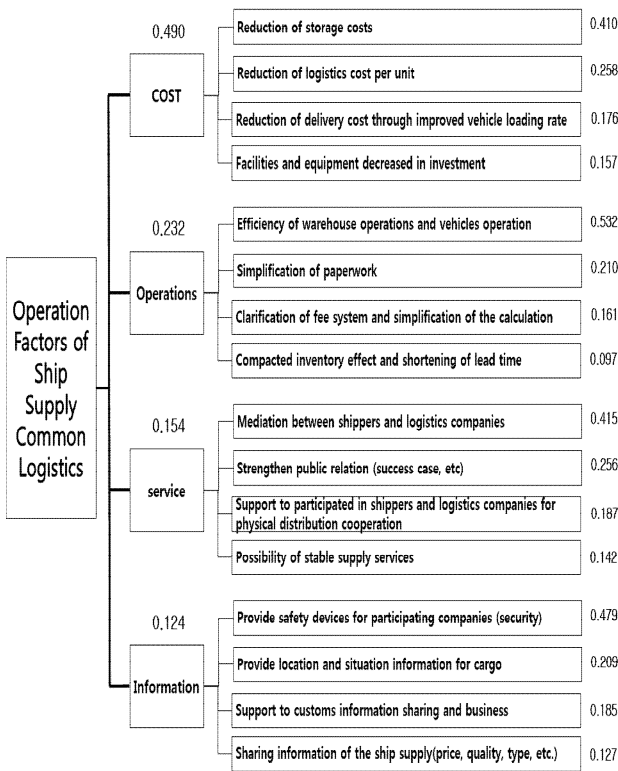 Operation
Factors of
Ship
Supply
Common
Logistics
0.490
COST
Reduction of storage costs
0.410
Reduction of logistics cost per unit
0.258
Reduction of delivery cost through improved vehicle loading rate
0.176
Facilities and equipment decreased in investment
0.157
0.232
Operations
Efficiency of warehouse operations and vehicles operation
0.532
Simplification of paperwork
0.210
Clarification of fee system and simplification of the calculation
0.161
Compacted inventory effect and shortening of lead time
0.097
0.154
service
Mediation between shippers and logistics companies
0.415
Strengthen public relation (success case, etc)
0.256
Support to participated in shippers and logistics companies for
physical distribution cooperation
0.187
Possibility of stable supply services
0.142
0.124
Information
Provide safety devices for participating companies (security)
0.479
Provide location and situation information for cargo
0.209
Support to customs information sharing and business
0.185
Sharing information of the ship supply(price, quality, type, etc.)
0.127